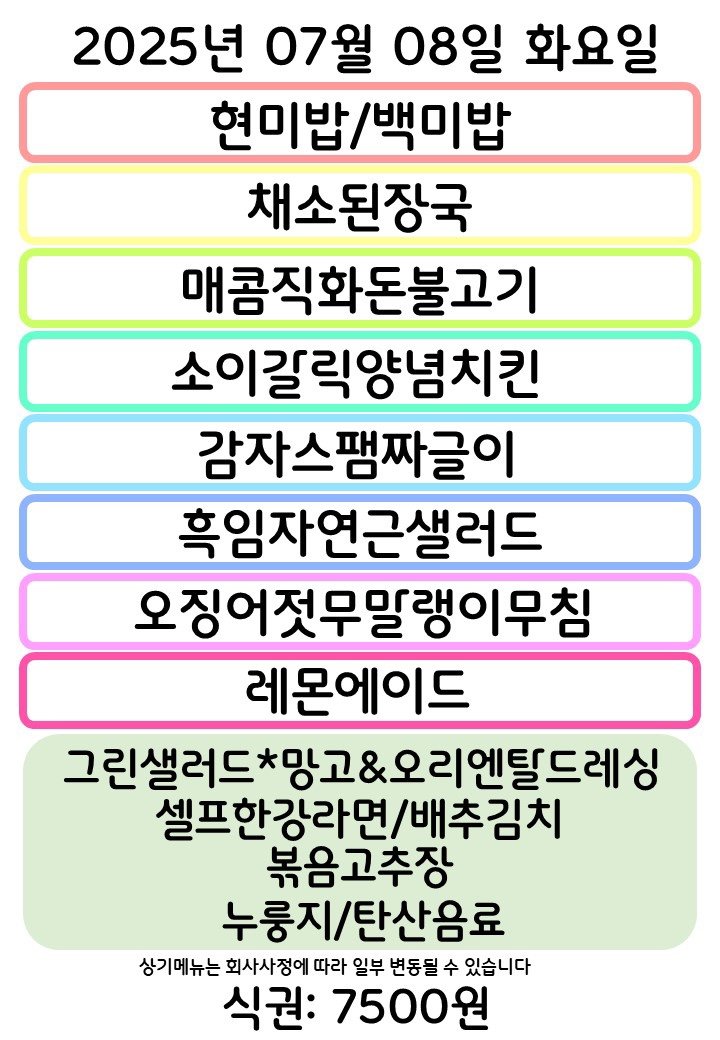 2025년 07월 08일 화요일
현미밥/백미밥
채소된장국
매콤직화돈불고기
소이갈릭양념치킨
감자스팸짜글이
흑임자연근샐러드
오징어젓무말랭이무침
레몬에이드
그린샐러드*망고&오리엔탈드레싱
셀프한강라면/배추김치
볶음고추장
누룽지/탄산음료
상기메뉴는 회사사정에 따라 일부 변동될 수 있습니다
식권: 7500원